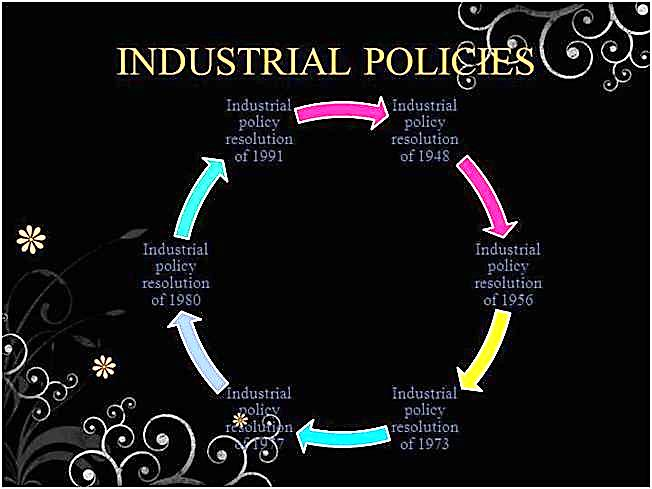 INDUSTRIAL POLICIES
Industrial
policy
resolution
of 1948
Industrial
policy
resolution
of 1956
Industrial
policy
resolution
of 1973
Industrial
policy
resolution
of
Industrial
policy
resolution
of 1980
Industrial
policy
resolution
of 1991